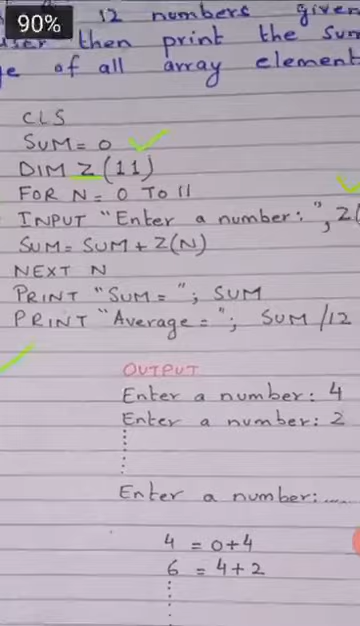 90%
12 numbers given
user then print the sum
of all array element
CLS
SUM = 0
DIM Z (11)
FOR N = 0 TO 11
INPUT "Enter a number: ", Z(
SUM = SUM + Z(N)
NEXT N
PRINT "SUM = "; SUM
PRINT "Average = "; SUM /12
OUTPUT
Enter a number: 4
Enter a number: 2
Enter a number: .....
4 = 0+4
6 = 4+2